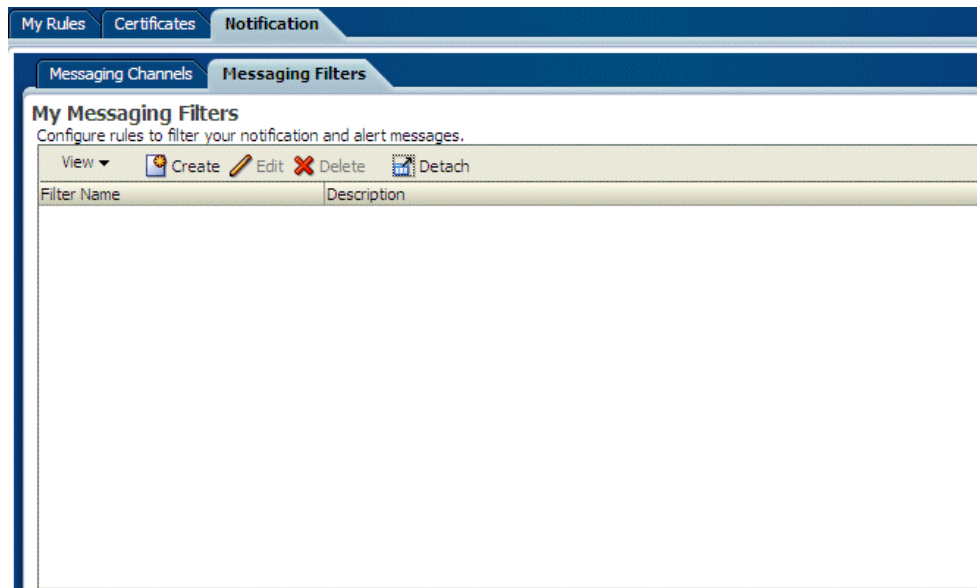 My Rules Certificates Notification
Messaging Channels Messaging Filters
My Messaging Filters
Configure rules to filter your notification and alert messages.
View Create Edit Delete Detach
Filter Name Description